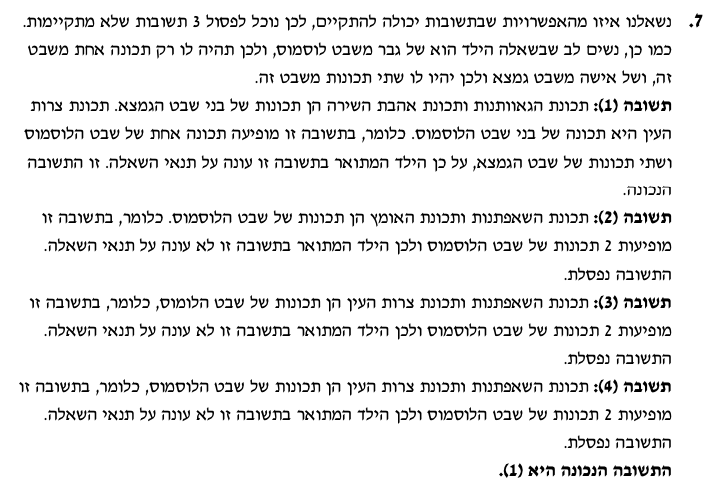 7. נשאלנו איזו מהאפשרויות שבתשובות יכולה להתקיים, לכן נוכל לפסול 3 תשובות שלא מתקיימות.
כמו כן, נשים לב שבשאלה הילד הוא של גבר משבט לוסמוס, ולכן תהיה לו רק תכונה אחת משבט
זה, ושל אישה משבט גמצא ולכן יהיו לו שתי תכונות משבט זה.
תשובה (1): תכונת הגאוותנות ותכונת אהבת השירה הן תכונות של בני שבט הגמצא. תכונת צרות
העין היא תכונה של בני שבט הלוסמוס. כלומר, בתשובה זו מופיעה תכונה אחת של שבט הלוסמוס
ושתי תכונות של שבט הגמצא, על כן הילד המתואר בתשובה זו עונה על תנאי השאלה. זו התשובה
הנכונה.
תשובה (2): תכונת השאפתנות ותכונת האומץ הן תכונות של שבט הלוסמוס. כלומר, בתשובה זו
מופיעות 2 תכונות של שבט הלוסמוס ולכן הילד המתואר בתשובה זו לא עונה על תנאי השאלה.
התשובה נפסלת.
תשובה (3): תכונת השאפתנות ותכונת צרות העין הן תכונות של שבט הלומוס, כלומר, בתשובה זו
מופיעות 2 תכונות של שבט הלוסמוס ולכן הילד המתואר בתשובה זו לא עונה על תנאי השאלה.
התשובה נפסלת.
תשובה (4): תכונת השאפתנות ותכונת צרות העין הן תכונות של שבט הלוסמוס, כלומר, בתשובה זו
מופיעות 2 תכונות של שבט הלוסמוס ולכן הילד המתואר בתשובה זו לא עונה על תנאי השאלה.
התשובה נפסלת.
התשובה הנכונה היא (1).